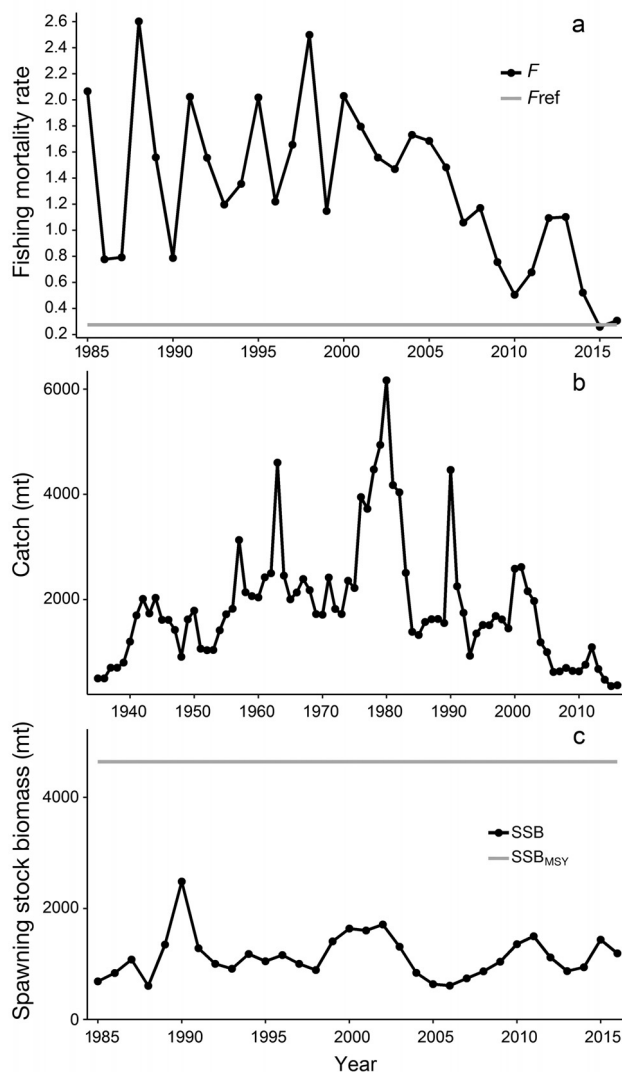 a
2.6
2.4
2.2
2.0
1.8
1.6
1.4
1.2
1.0
0.8
0.6
0.4
0.2
Fishing mortality rate
F
Fref
1985 1990 1995 2000 2005 2010 2015
b
6000
4000
2000
Catch (mt)
1940 1950 1960 1970 1980 1990 2000 2010
c
4000
2000
0
Spawning stock biomass (mt)
SSB
SSBMSY
1985 1990 1995 2000 2005 2010 2015
Year